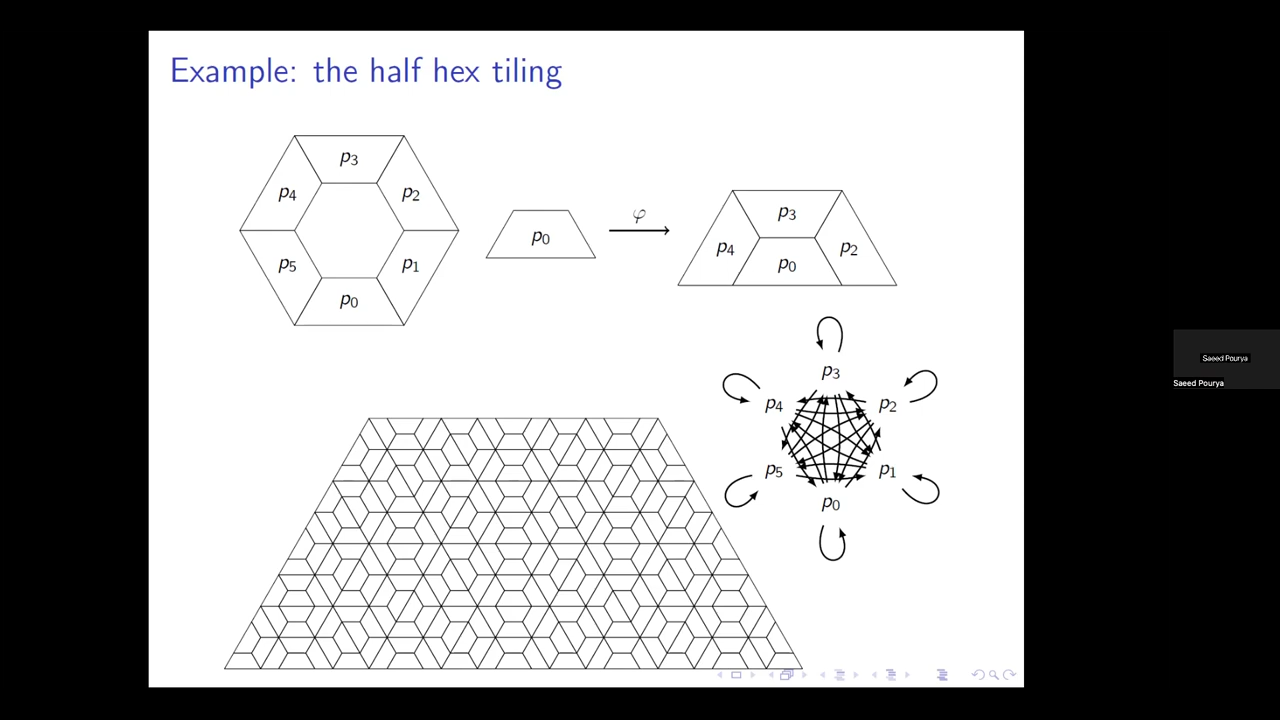 Example: the half hex tiling
p₃
p₄
p₂
p₅
p₁
p₀
p₀
φ
p₃
p₄
p₀
p₂
p₃
p₄
p₂
p₅
p₁
p₀
Saeed Pourya
Saeed Pourya